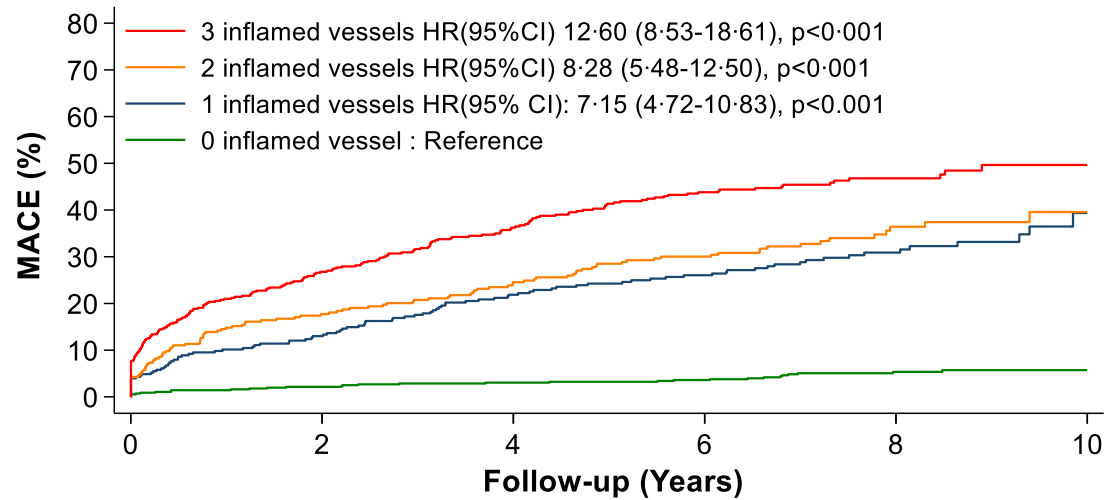 80
70
60
50
40
30
20
10
0
MACE (%)
3 inflamed vessels HR(95%CI) 12·60 (8·53-18·61), p<0·001
2 inflamed vessels HR(95%CI) 8·28 (5·48-12·50), p<0·001
1 inflamed vessels HR(95% CI): 7·15 (4·72-10·83), p<0.001
0 inflamed vessel : Reference
0 2 4 6 8 10
Follow-up (Years)